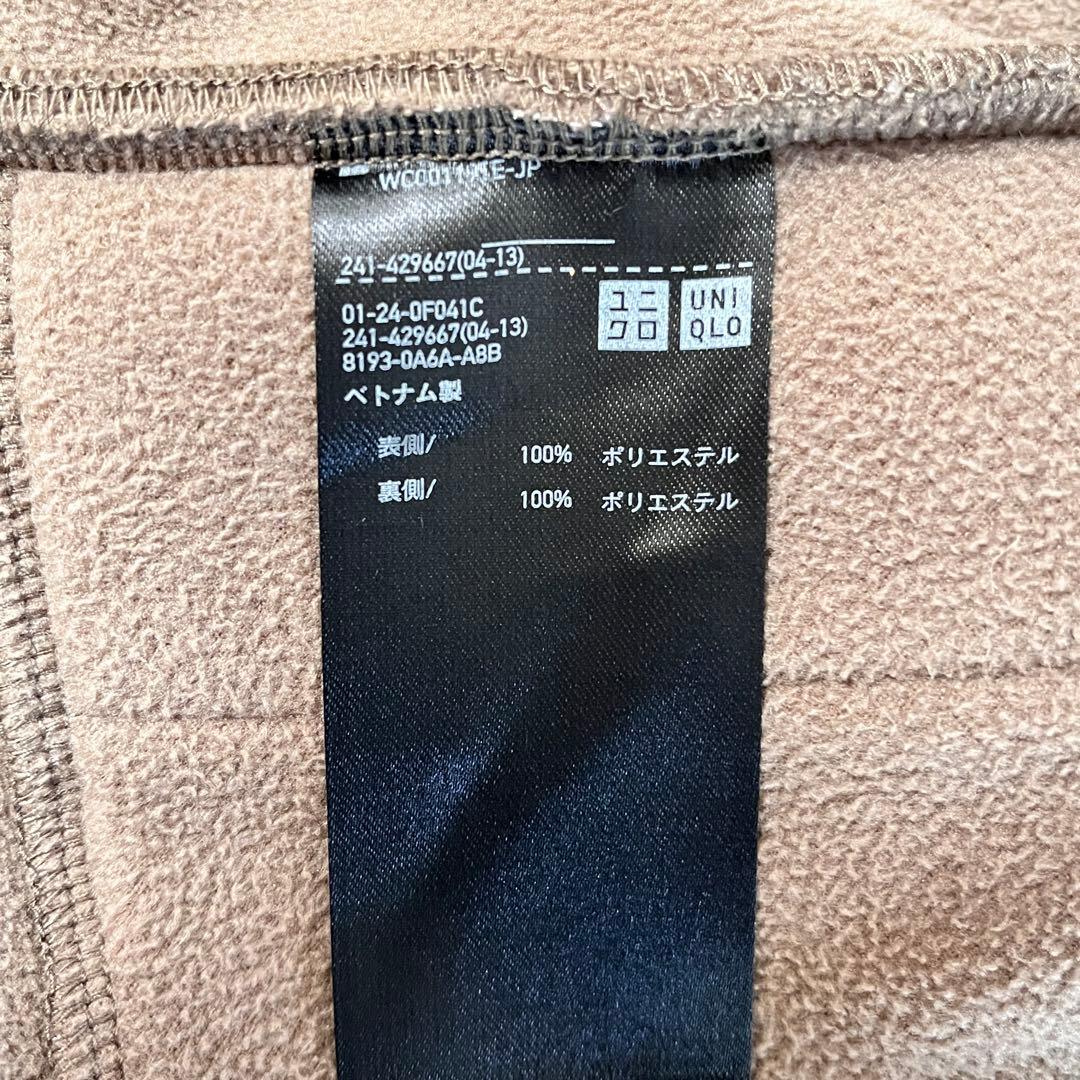 241-429667(04-13)
01-24-0F041C
241-429667(04-13)
8193-0A6A-A8B
ユニクロ
UNIQLO
ベトナム製
表側/ 100% ポリエステル
裏側/ 100% ポリエステル